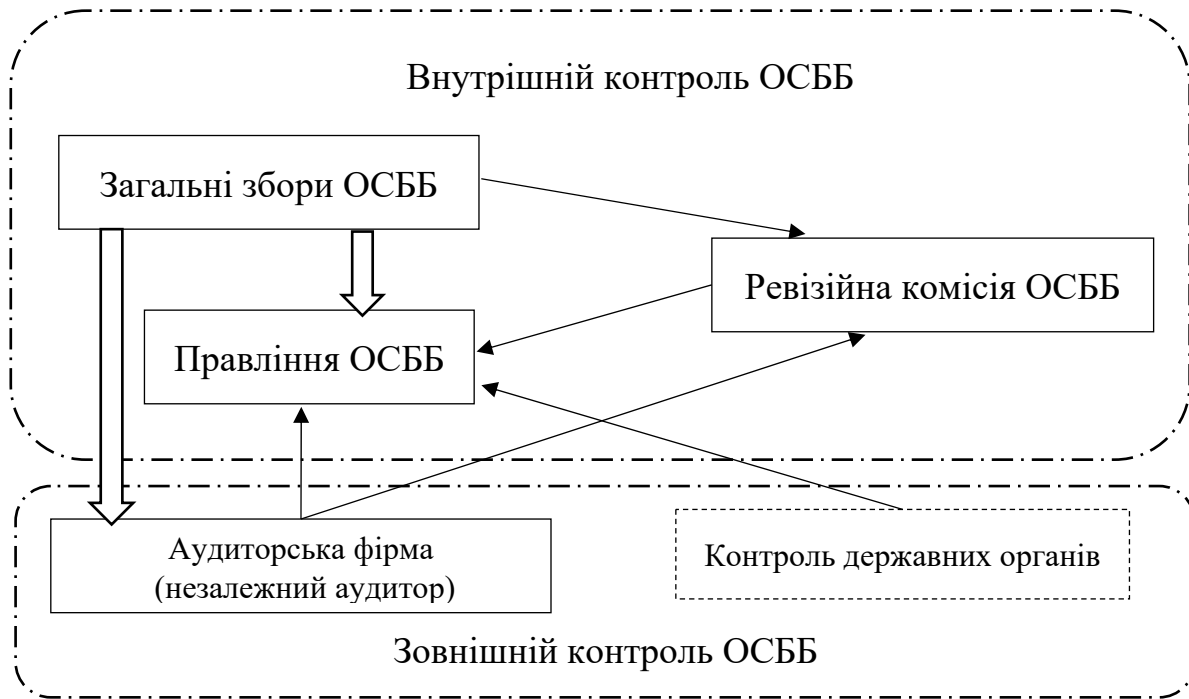 Внутрішній контроль ОСББ
Загальні збори ОСББ
Ревізійна комісія ОСББ
Правління ОСББ
Аудиторська фірма
(незалежний аудитор)
Контроль державних органів
Зовнішній контроль ОСББ